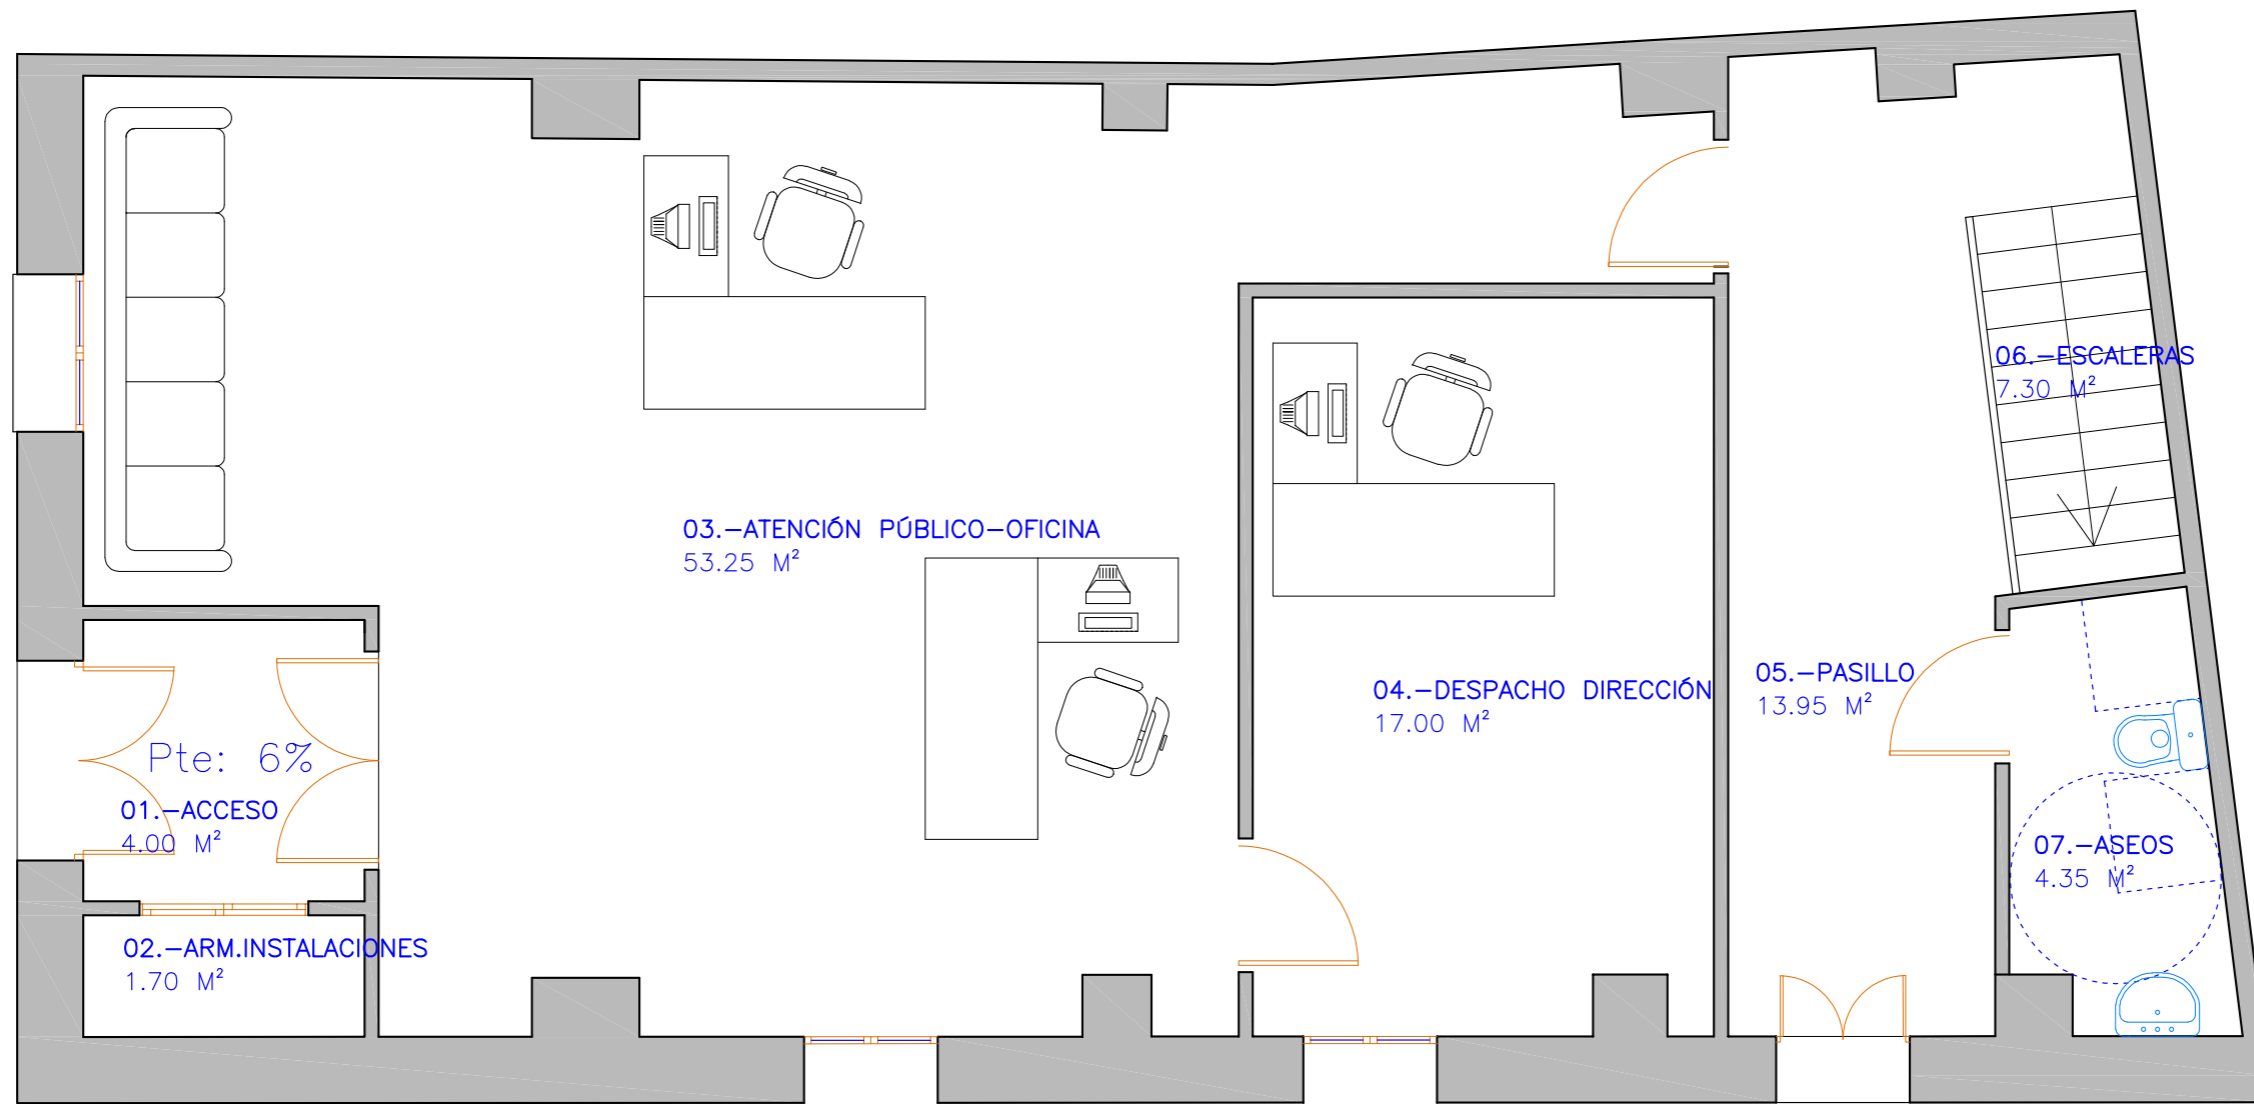 06.-ESCALERAS
7.30 M²
03.-ATENCIÓN PÚBLICO-OFICINA
53.25 M²
04.-DESPACHO DIRECCIÓN
17.00 M²
05.-PASILLO
13.95 M²
Pte: 6%
01.-ACCESO
4.00 M²
07.-ASEOS
4.35 M²
02.-ARM.INSTALACIONES
1.70 M²